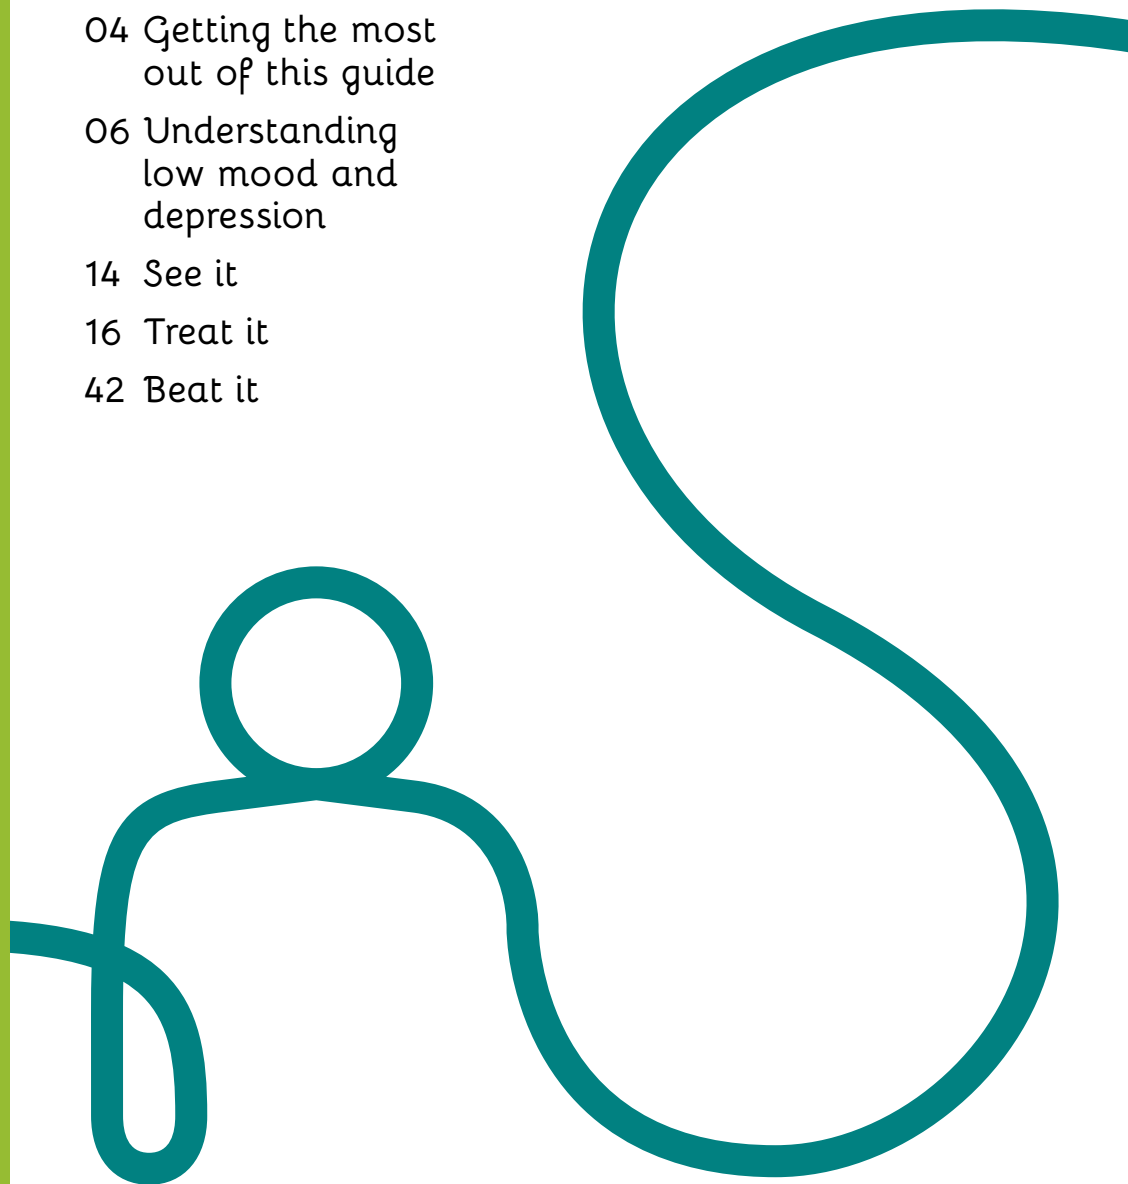 04 Getting the most
out of this guide
06 Understanding
low mood and
depression
14 See it
16 Treat it
42 Beat it